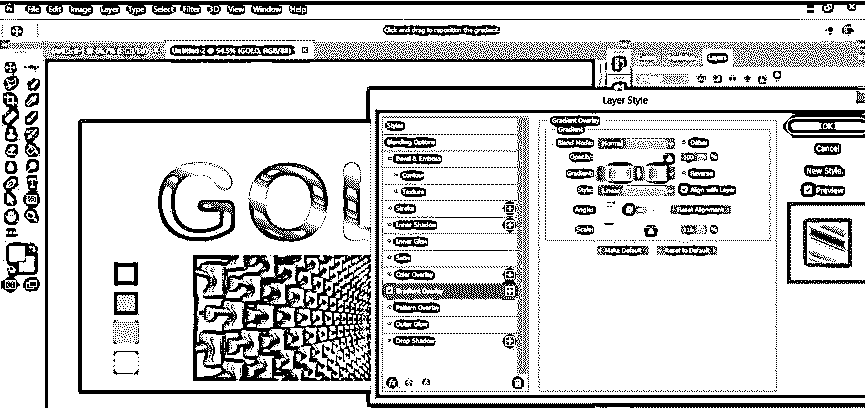 File Edit Image Layer Type Select Filter 3D View Window Help
Click and drag to reposition the gradient.
Untitled-2 @ 54.5% (GOLD, RGB/8#)
Layers
Layer Style
GOL
Styles
Blending Options
Bevel & Emboss
Contour
Texture
Stroke
Inner Shadow
Inner Glow
Satin
Color Overlay
Pattern Overlay
Outer Glow
Drop Shadow
Gradient Overlay
Gradient
Blend Mode: Normal Dither
Opacity: 100 %
Gradient: Reverse
Style: Linear Align with Layer
Angle: Reset Alignment
Scale: %
Make Default Reset to Default
OK
Cancel
New Style...
Preview